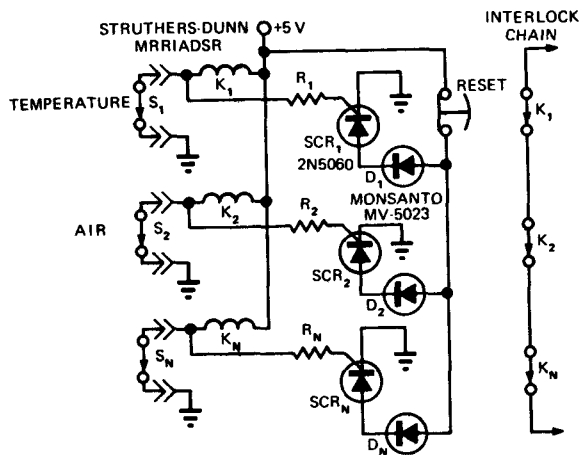 STRUTHERS-DUNN
MRRIADSR
+5 V
INTERLOCK
CHAIN
K1
R1
RESET
TEMPERATURE
S1
SCR1
2N5060
D1
K1
MONSANTO
MV-5023
K2
R2
AIR
S2
SCR2
D2
K2
KN
RN
SN
SCRN
DN
KN